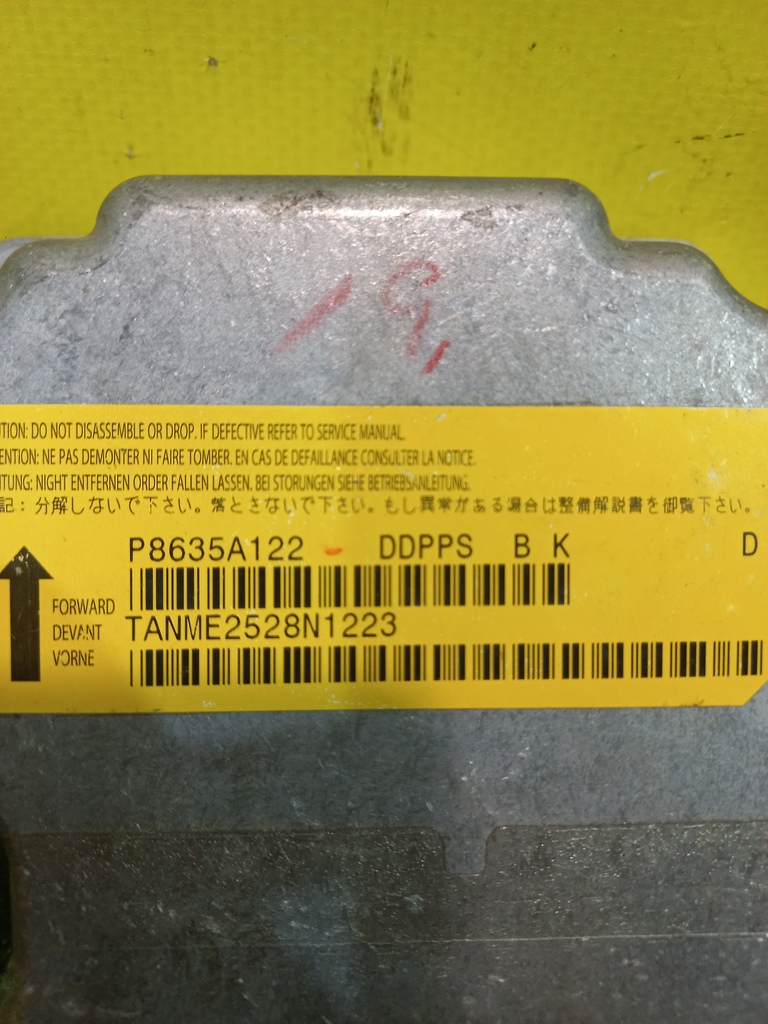 UTION: DO NOT DISASSEMBLE OR DROP. IF DEFECTIVE REFER TO SERVICE MANUAL.
ENTION: NE PAS DEMONTER NI FAIRE TOMBER. EN CAS DE DEFAILLANCE CONSULTER LA NOTICE.
ITUNG: NIGHT ENTFERNEN ORDER FALLEN LASSEN. BEI STORUNGEN SIEHE BETRIEBSANLEITUNG.
記: 分解しないで下さい。落とさないで下さい。もし異常がある場合は整備解説書を御覧下さい。
P8635A122 - DDPPS B K D
FORWARD
DEVANT
VORNE
TANME2528N1223